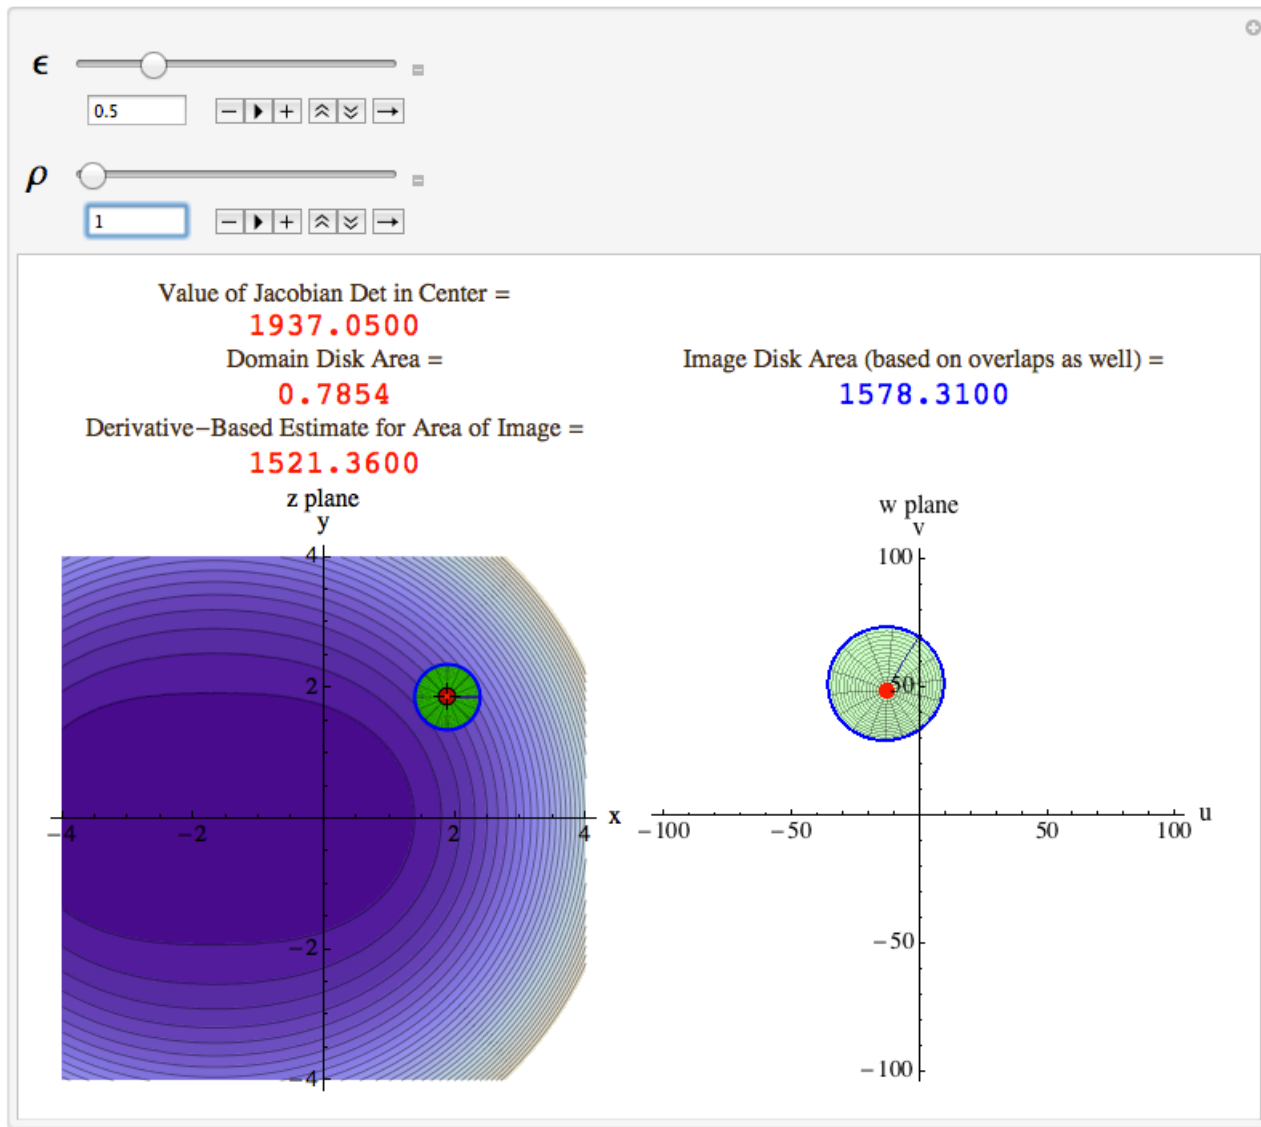 ϵ
0.5
ρ
1
Value of Jacobian Det in Center =
1937.0500
Domain Disk Area =
0.7854
Derivative−Based Estimate for Area of Image =
1521.3600
Image Disk Area (based on overlaps as well) =
1578.3100
z plane
y
4
2
−4
−2
2
4
x
−2
−4
w plane
v
100
50
−100
−50
50
100
u
−50
−100